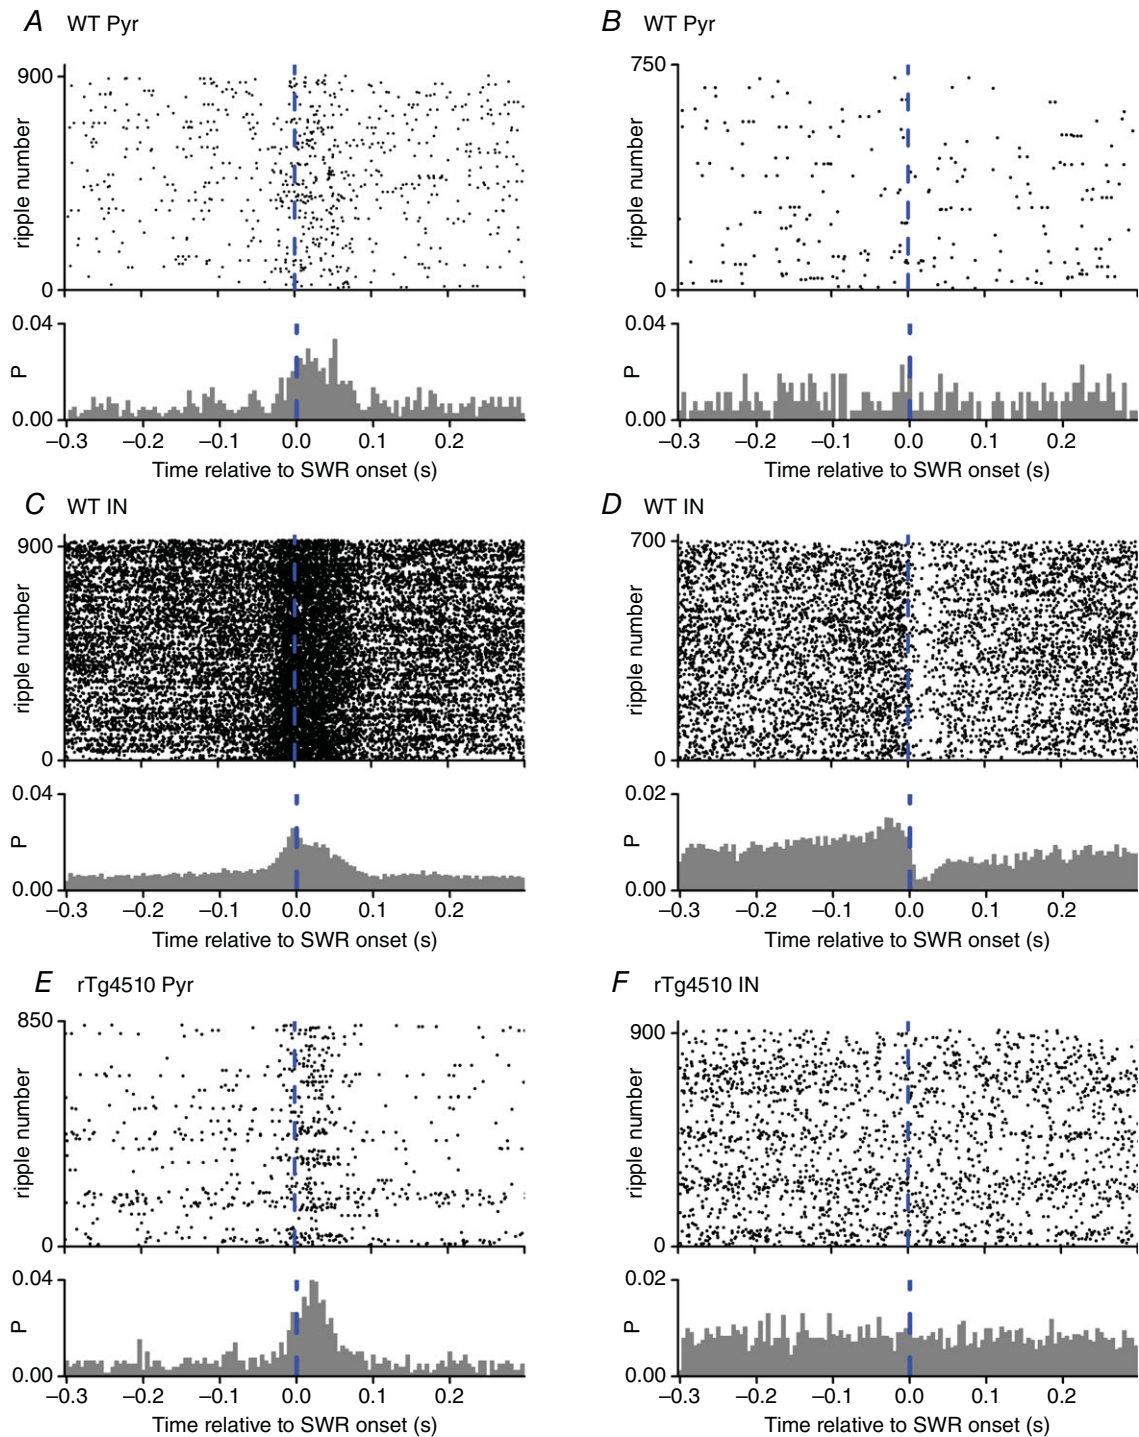 A WT Pyr
900
ripple number
0
0.04
P
0.00
–0.3 –0.2 –0.1 0.0 0.1 0.2
Time relative to SWR onset (s)
B WT Pyr
750
ripple number
0
0.04
P
0.00
–0.3 –0.2 –0.1 0.0 0.1 0.2
Time relative to SWR onset (s)
C WT IN
900
ripple number
0
0.04
P
0.00
–0.3 –0.2 –0.1 0.0 0.1 0.2
Time relative to SWR onset (s)
D WT IN
700
ripple number
0
0.02
P
0.00
–0.3 –0.2 –0.1 0.0 0.1 0.2
Time relative to SWR onset (s)
E rTg4510 Pyr
850
ripple number
0
0.04
P
0.00
–0.3 –0.2 –0.1 0.0 0.1 0.2
Time relative to SWR onset (s)
F rTg4510 IN
900
ripple number
0
0.02
P
0.00
–0.3 –0.2 –0.1 0.0 0.1 0.2
Time relative to SWR onset (s)